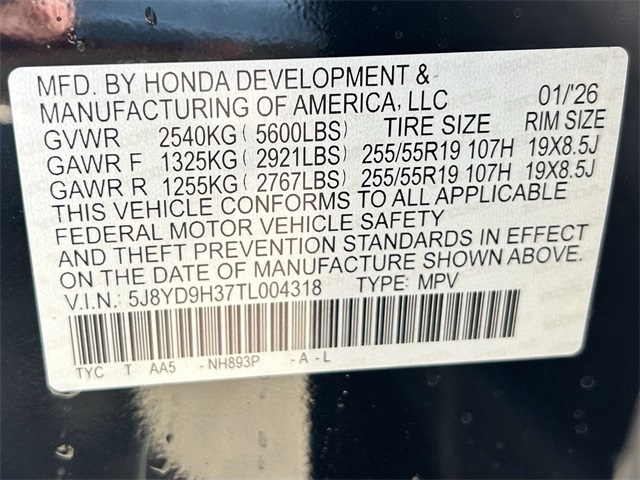 MFD. BY HONDA DEVELOPMENT &
MANUFACTURING OF AMERICA, LLC 01/'26
GVWR 2540KG ( 5600LBS) TIRE SIZE RIM SIZE
GAWR F 1325KG ( 2921LBS) 255/55R19 107H 19X8.5J
GAWR R 1255KG ( 2767LBS) 255/55R19 107H 19X8.5J
THIS VEHICLE CONFORMS TO ALL APPLICABLE
FEDERAL MOTOR VEHICLE SAFETY
AND THEFT PREVENTION STANDARDS IN EFFECT
ON THE DATE OF MANUFACTURE SHOWN ABOVE.
V.I.N.: 5J8YD9H37TL004318 TYPE: MPV
TYC T AA5 -NH893P -A-L